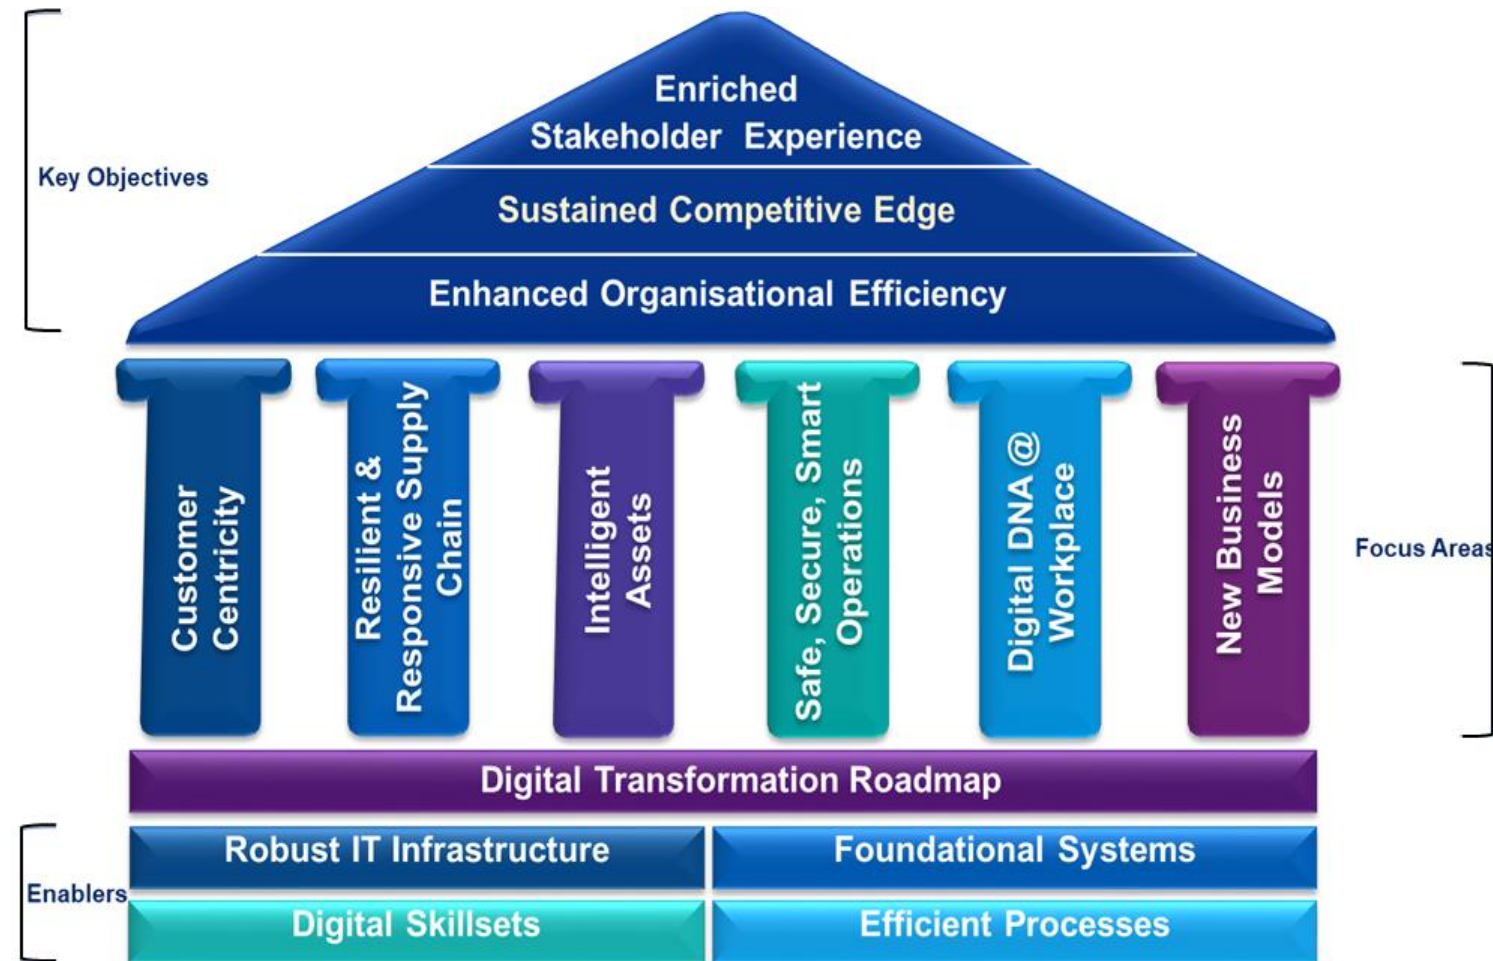 Enriched
Stakeholder Experience
Key Objectives
Sustained Competitive Edge
Enhanced Organisational Efficiency
Customer
Centricity
Resilient &
Responsive Supply
Chain
Intelligent
Assets
Safe, Secure, Smart
Operations
Digital DNA @
Workplace
New Business
Models
Focus Areas
Digital Transformation Roadmap
Robust IT Infrastructure
Foundational Systems
Enablers
Digital Skillsets
Efficient Processes